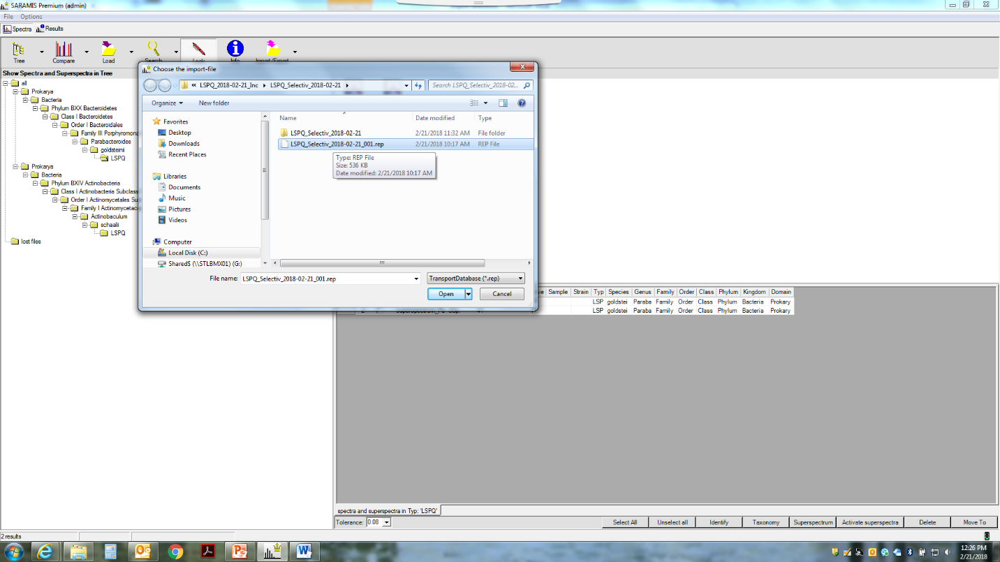 SARAMIS Premium (admin)
File Options
Spectra Results
Tree Compare Load Search Look Info Import/Export
Show Spectra and Superspectra in Tree
all
Prokarya
Bacteria
Phylum BXX Bacteroidetes
Class I Bacteroidetes
Order I Bacteroidales
Family III Porphyromona
Parabacteroides
goldsteinii
LSPQ
Prokarya
Bacteria
Phylum BXIV Actinobacteria
Class I Actinobacteria Subclass
Order I Actinomycetales Su
Family I Actinomycetac
Actinobaculum
schaalii
LSPQ
lost files
Choose the import-file
« LSPQ_2018-02-21_Inc LSPQ_Selectiv_2018-02-21
Search LSPQ_Selectiv_2018-02...
Organize New folder
Favorites
Desktop
Downloads
Recent Places
Libraries
Documents
Music
Pictures
Videos
Computer
Local Disk (C:)
Shared$ (\\STLBMX01) (G:)
Name Date modified Type
LSPQ_Selectiv_2018-02-21 2/21/2018 11:32 AM File folder
LSPQ_Selectiv_2018-02-21_001.rep 2/21/2018 10:17 AM REP File
Type: REP File
Size: 536 KB
Date modified: 2/21/2018 10:17 AM
File name: LSPQ_Selectiv_2018-02-21_001.rep TransportDatabase (*.rep)
Open Cancel
ve Sample Strain Typ Species Genus Family Order Class Phylum Kingdom Domain
LSP goldstei Paraba Family Order Class Phylum Bacteria Prokary
LSP goldstei Paraba Family Order Class Phylum Bacteria Prokary
spectra and superspectra in Typ: 'LSPQ'
Tolerance: 0.08 Select All Unselect all Identify Taxonomy Superspectrum Activate superspectra Delete Move To
2 results
12:26 PM
2/21/2018